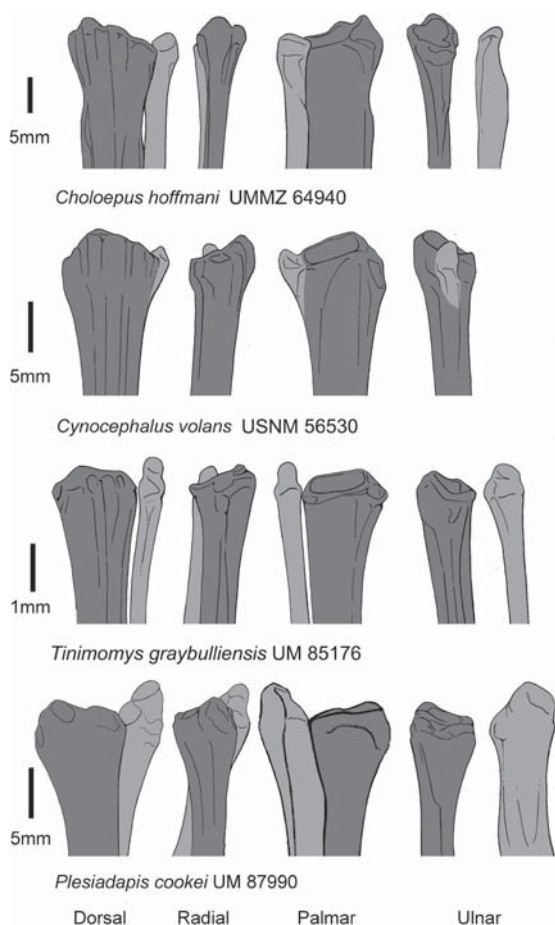 5mm
Choloepus hoffmani UMMZ 64940
5mm
Cynocephalus volans USNM 56530
1mm
Tinimomys graybulliensis UM 85176
5mm
Plesiadapis cookei UM 87990
Dorsal Radial Palmar Ulnar